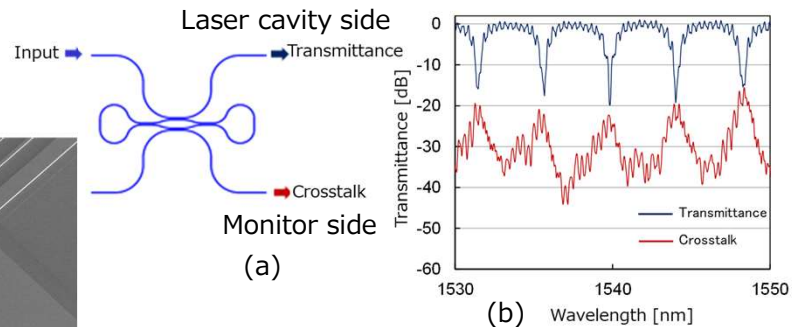 Laser cavity side
Input
Transmittance
Crosstalk
Monitor side
(a)
Transmittance [dB]
0
-10
-20
-30
-40
-50
-60
Transmittance
Crosstalk
1530
1540
1550
(b)
Wavelength [nm]